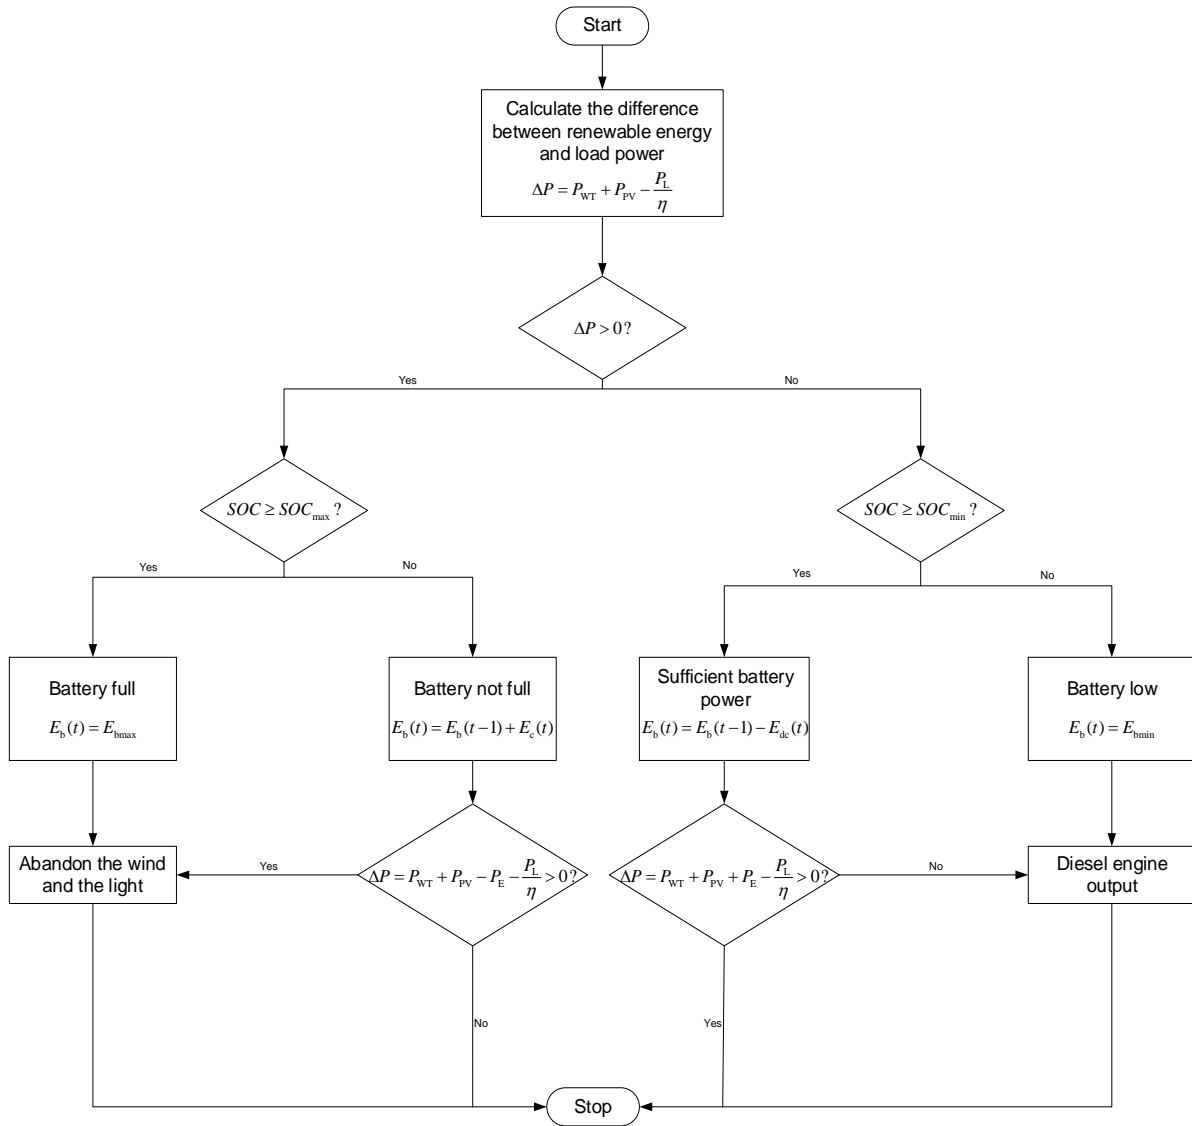 Start
Calculate the difference
between renewable energy
and load power
ΔP = P_WT + P_PV − P_L/η
ΔP > 0 ?
Yes
No
SOC ≥ SOC_max ?
SOC ≥ SOC_min ?
Yes
No
Yes
No
Battery full
E_b(t) = E_bmax
Battery not full
E_b(t) = E_b(t−1) + E_c(t)
Sufficient battery
power
E_b(t) = E_b(t−1) − E_dc(t)
Battery low
E_b(t) = E_bmin
Abandon the wind
and the light
Yes
ΔP = P_WT + P_PV − P_E − P_L/η > 0 ?
ΔP = P_WT + P_PV + P_E − P_L/η > 0 ?
No
Diesel engine
output
No
Yes
Stop